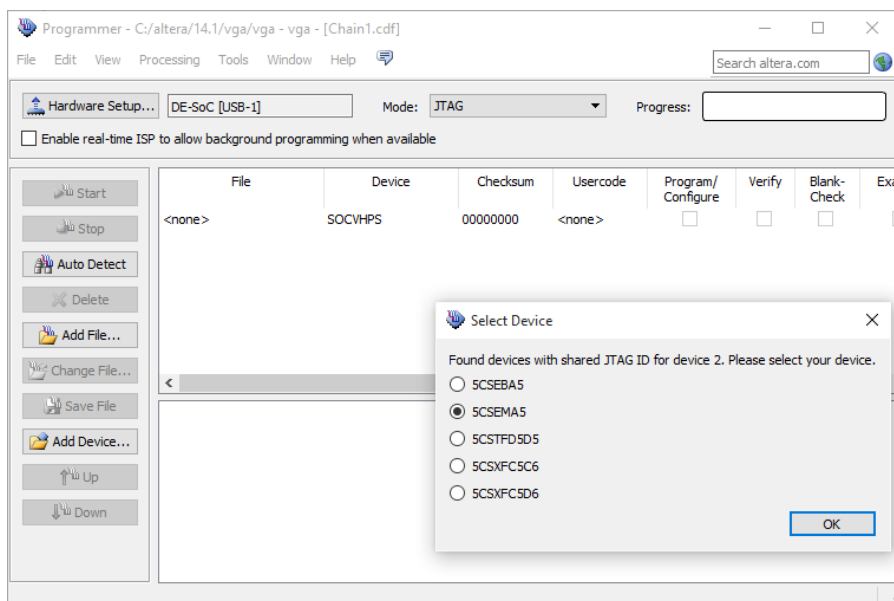 Programmer - C:/altera/14.1/vga/vga - vga - [Chain1.cdf]
File Edit View Processing Tools Window Help
Search altera.com
Hardware Setup... DE-SoC [USB-1] Mode: JTAG Progress:
Enable real-time ISP to allow background programming when available
Start
Stop
Auto Detect
Delete
Add File...
Change File...
Save File
Add Device...
Up
Down
File Device Checksum Usercode Program/ Verify Blank- Exa
Configure Check
<none> SOCVHPS 00000000 <none>
Select Device
Found devices with shared JTAG ID for device 2. Please select your device.
5CSEBA5
5CSEMA5
5CSTFD5D5
5CSXFC5C6
5CSXFC5D6
OK